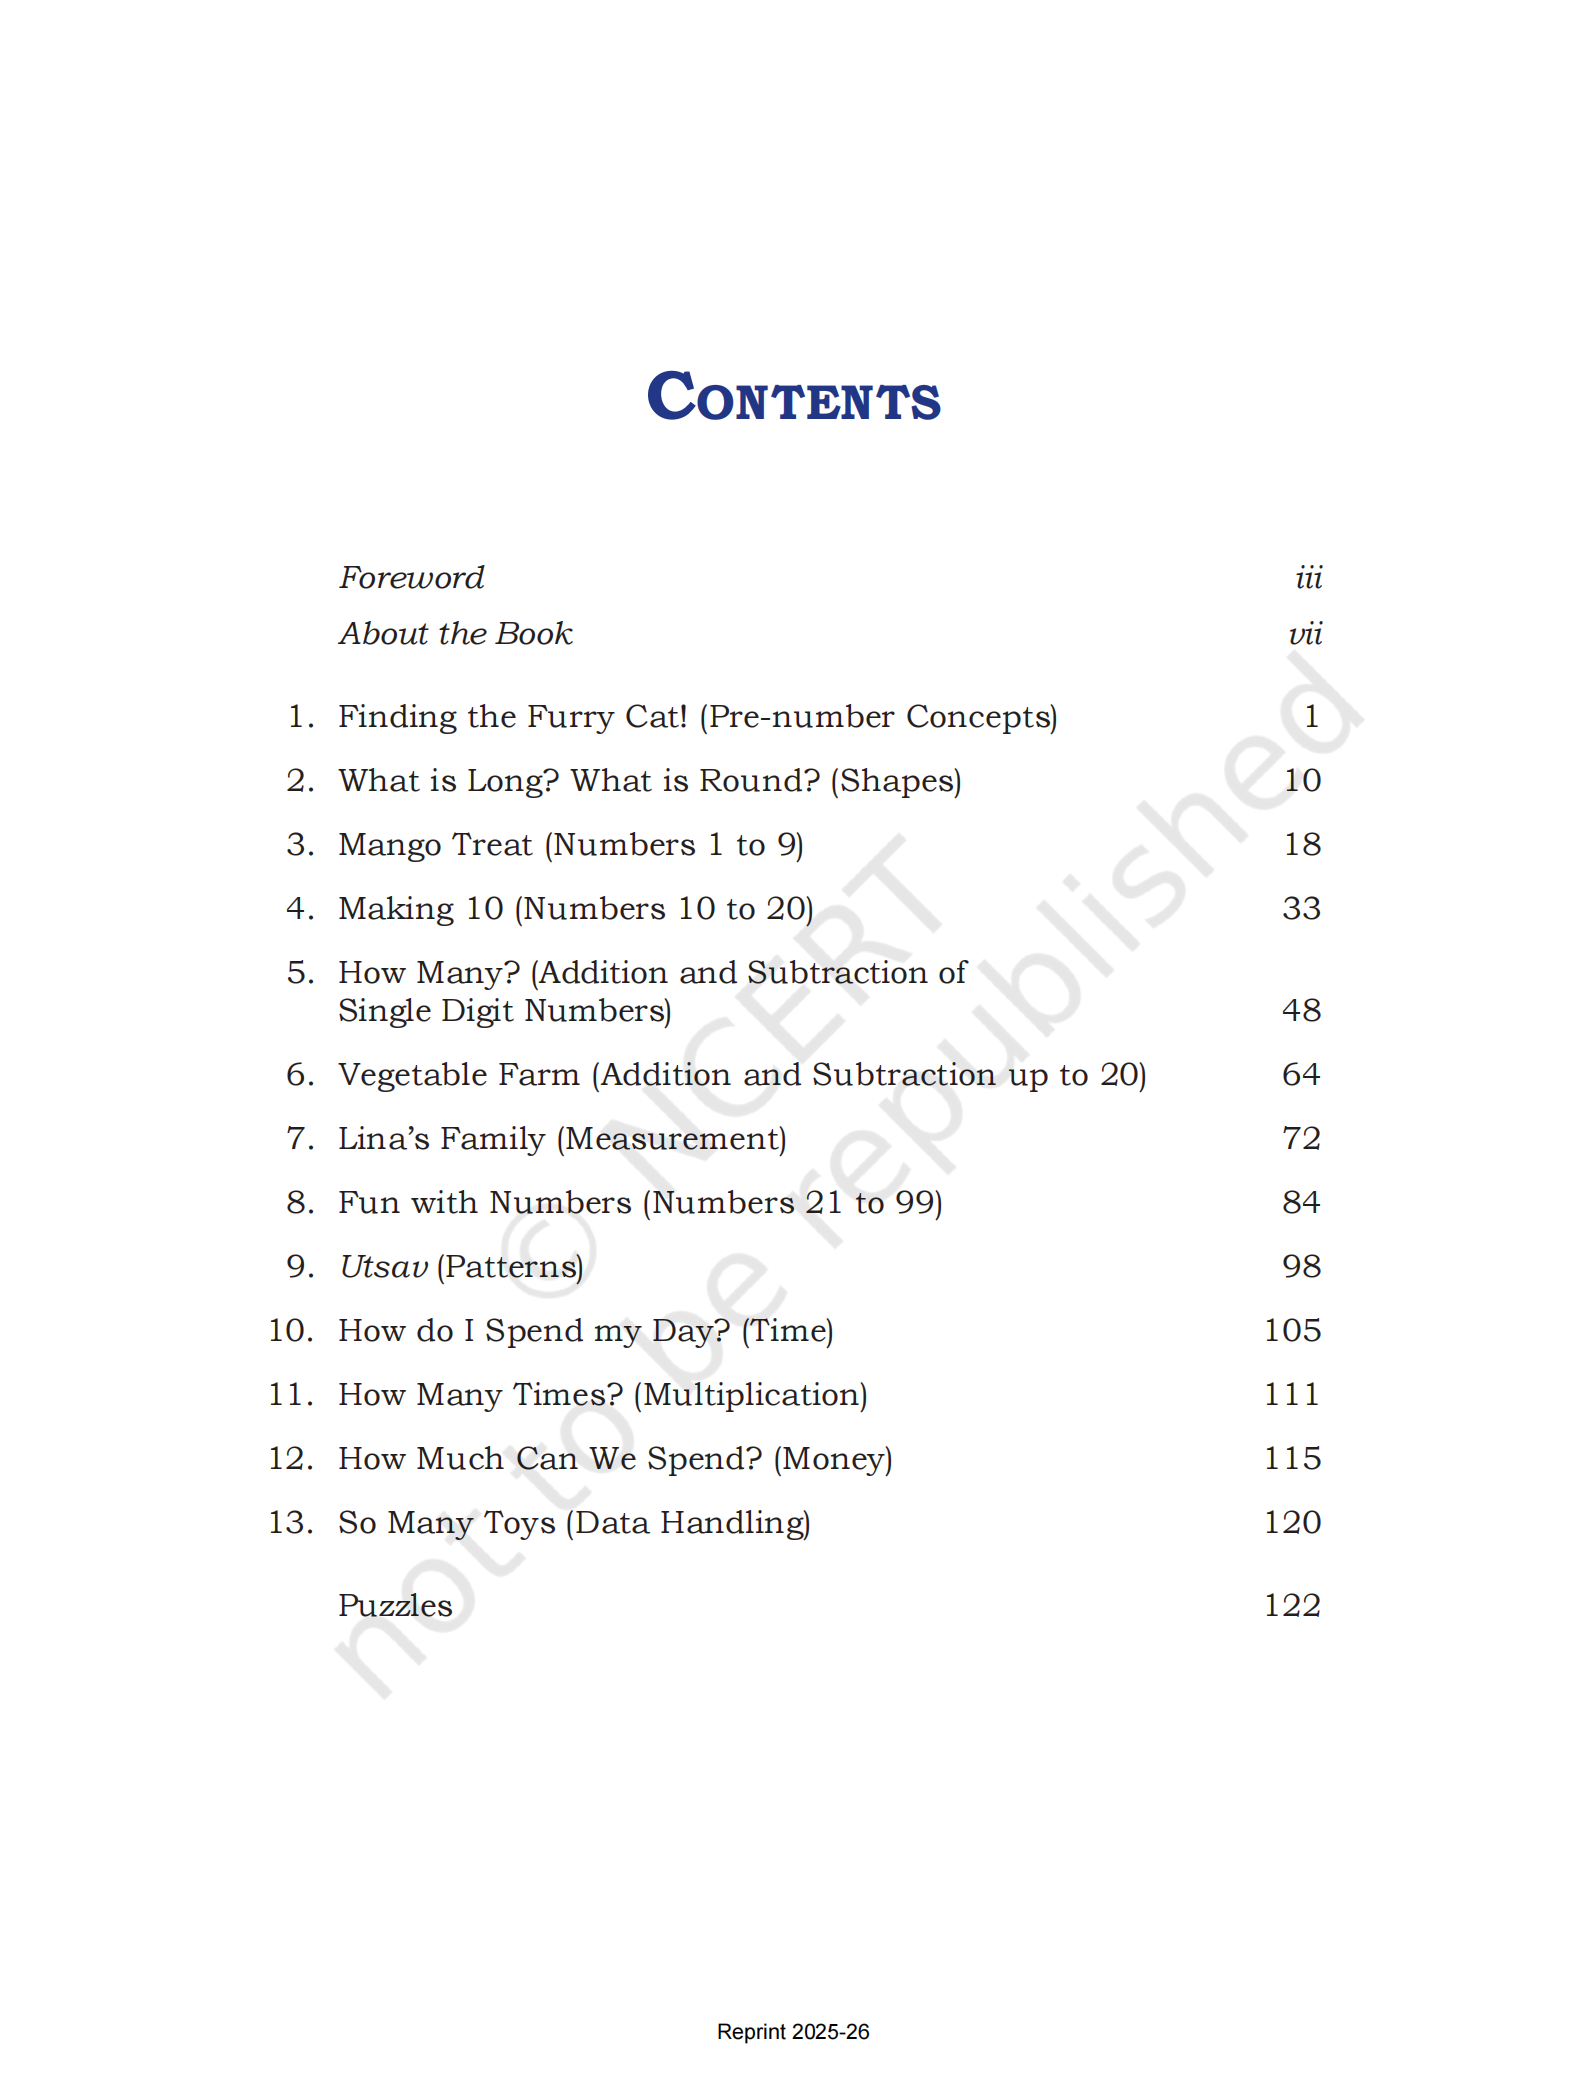 CONTENTS
Foreword iii
About the Book vii
1. Finding the Furry Cat! (Pre-number Concepts) 1
2. What is Long? What is Round? (Shapes) 10
3. Mango Treat (Numbers 1 to 9) 18
4. Making 10 (Numbers 10 to 20) 33
5. How Many? (Addition and Subtraction of
Single Digit Numbers) 48
6. Vegetable Farm (Addition and Subtraction up to 20) 64
7. Lina’s Family (Measurement) 72
8. Fun with Numbers (Numbers 21 to 99) 84
9. Utsav (Patterns) 98
10. How do I Spend my Day? (Time) 105
11. How Many Times? (Multiplication) 111
12. How Much Can We Spend? (Money) 115
13. So Many Toys (Data Handling) 120
Puzzles 122
© NCERT
not to be republished
Reprint 2025-26